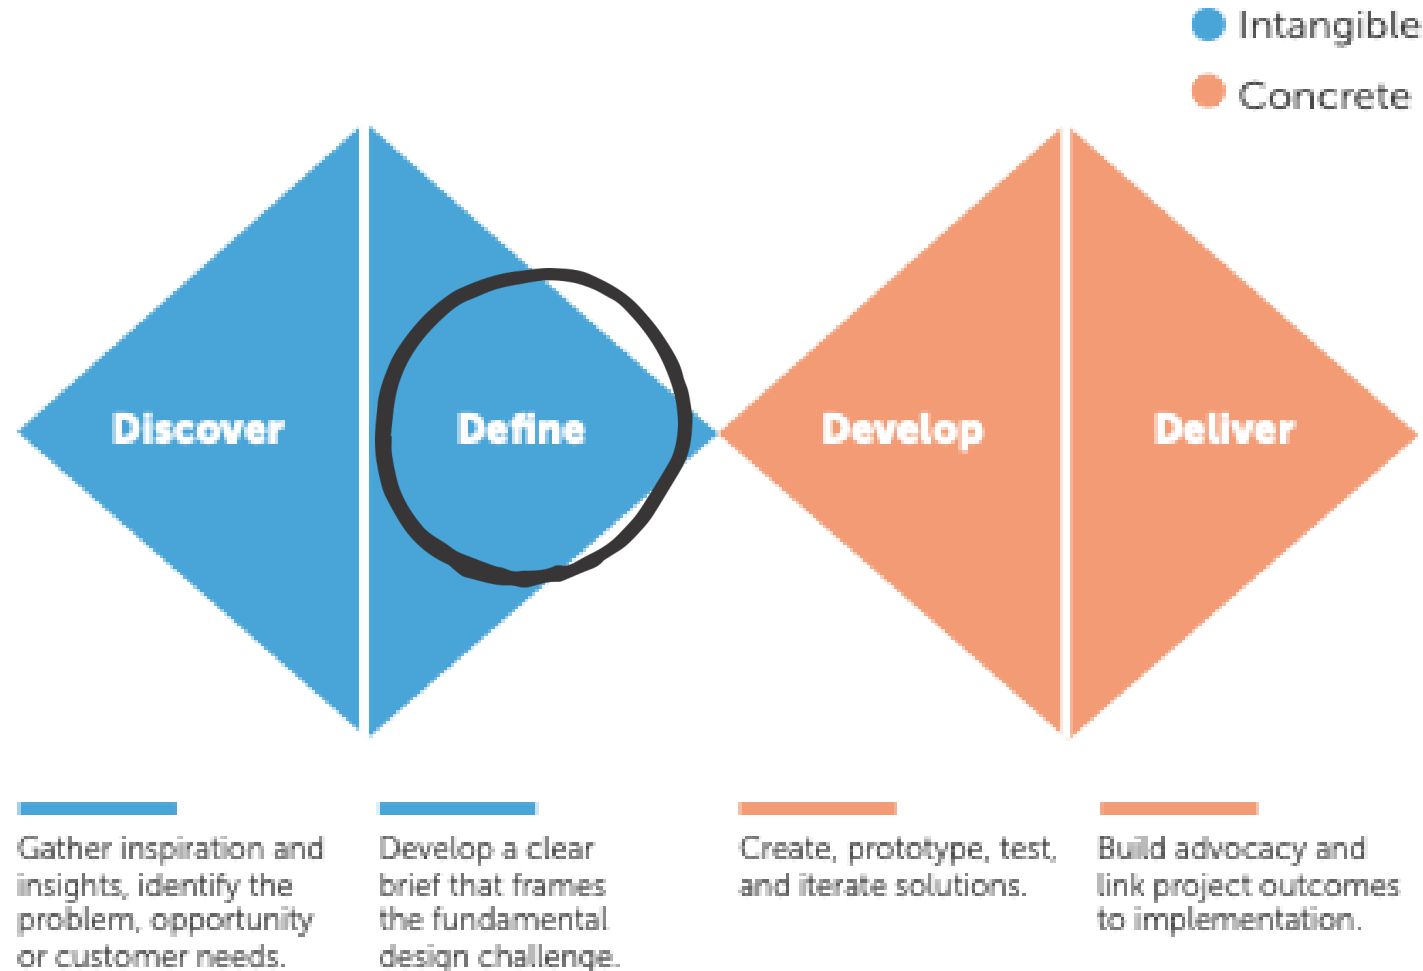 Intangible
Concrete
Discover
Define
Develop
Deliver
Gather inspiration and
insights, identify the
problem, opportunity
or customer needs.
Develop a clear
brief that frames
the fundamental
design challenge.
Create, prototype, test,
and iterate solutions.
Build advocacy and
link project outcomes
to implementation.